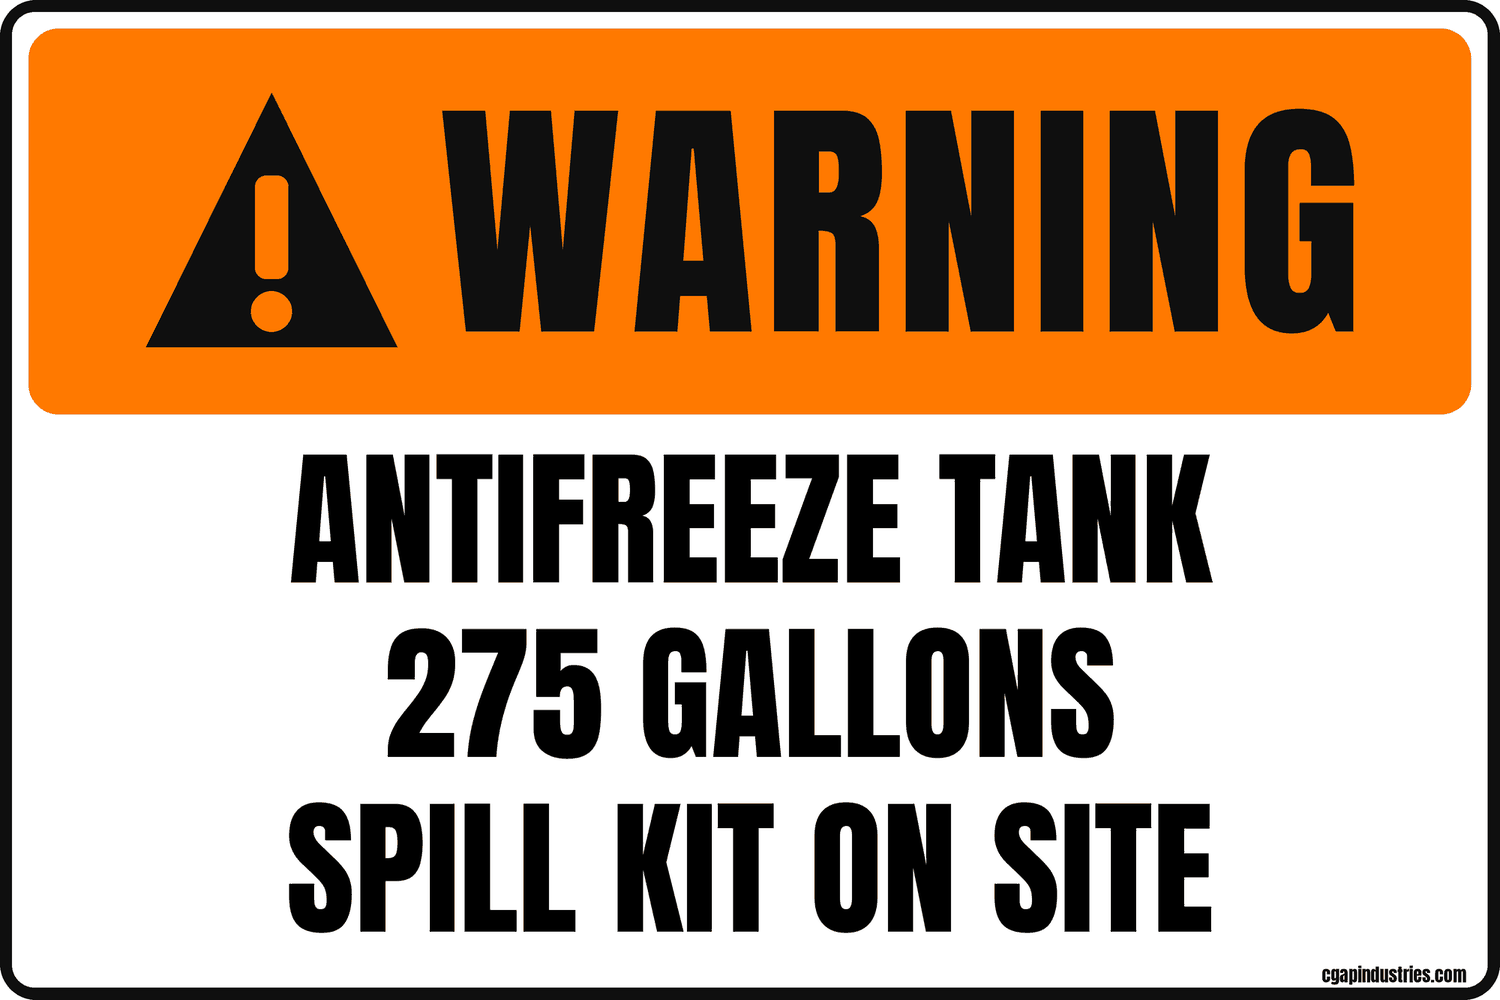 WARNING
ANTIFREEZE TANK
275 GALLONS
SPILL KIT ON SITE
cgapindustries.com